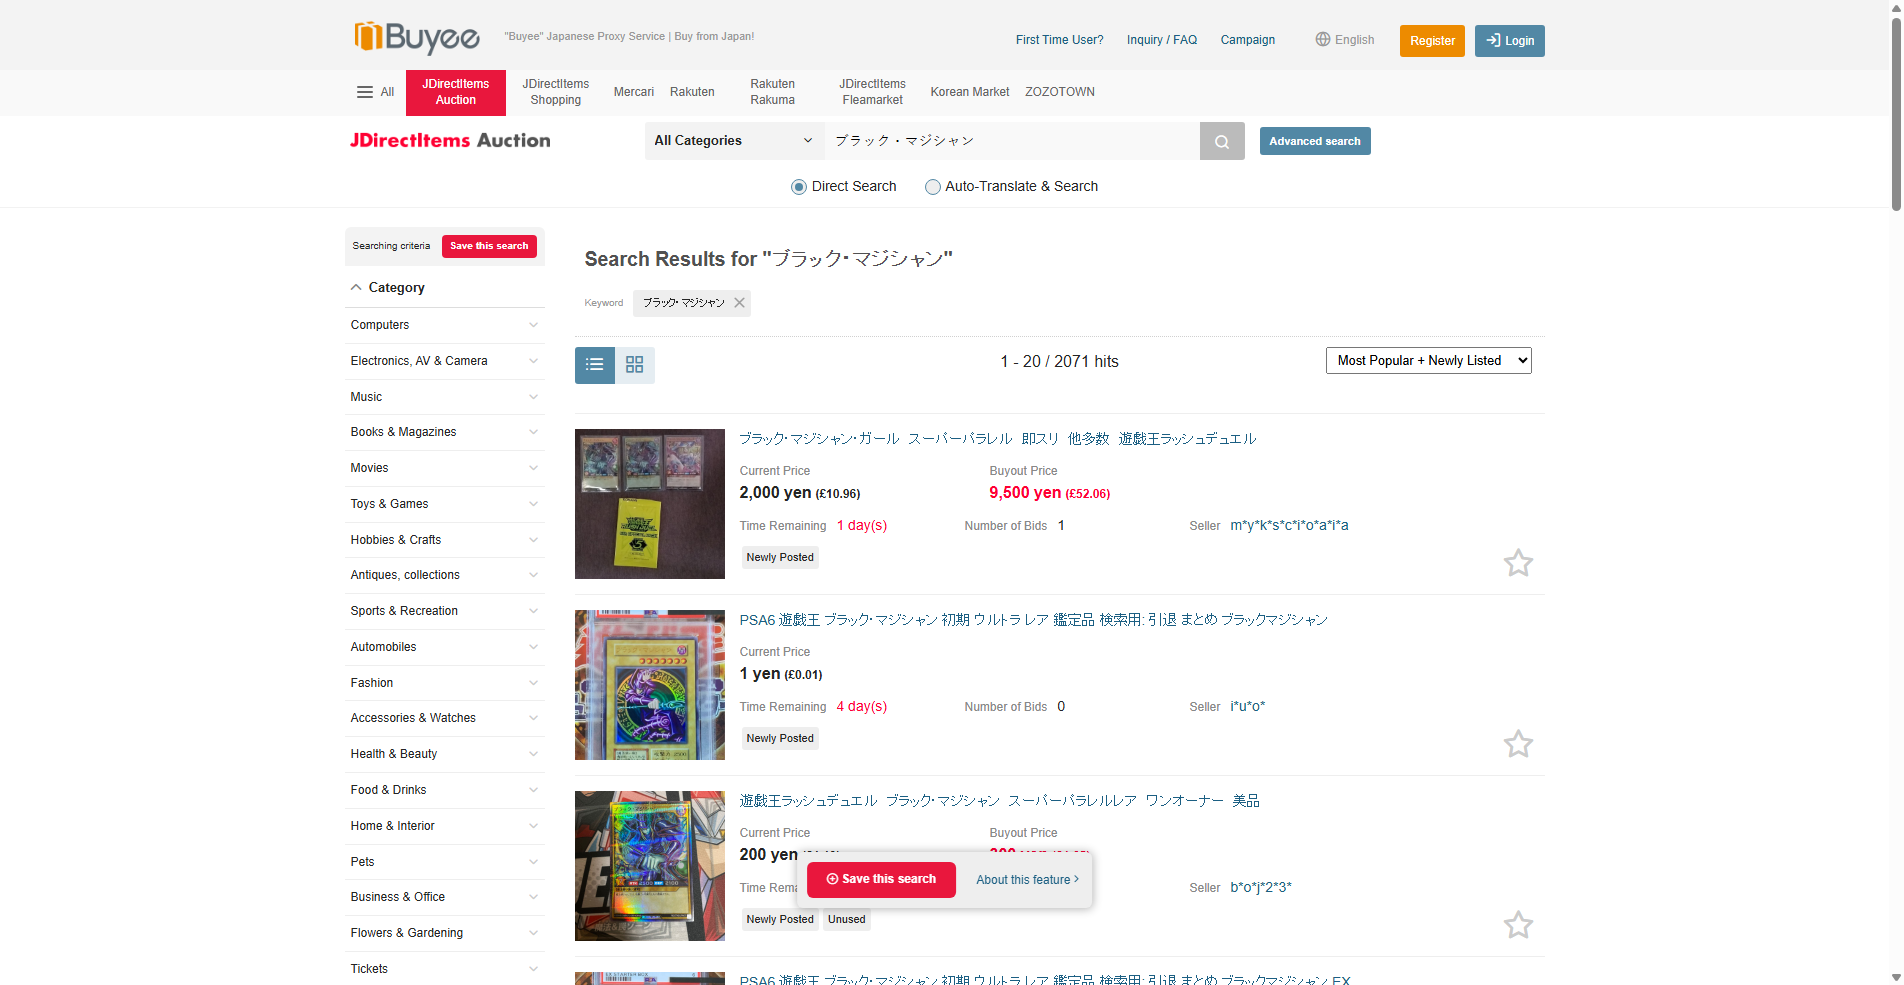 Buyee
"Buyee" Japanese Proxy Service | Buy from Japan!
First Time User?
Inquiry / FAQ
Campaign
English
Register
Login
All
JDirectItems Auction
JDirectItems Shopping
Mercari
Rakuten
Rakuten Rakuma
JDirectItems Fleamarket
Korean Market
ZOZOTOWN
JDirectItems Auction
All Categories
ブラック・マジシャン
Advanced search
Direct Search
Auto-Translate & Search
Searching criteria
Save this search
Category
Computers
Electronics, AV & Camera
Music
Books & Magazines
Movies
Toys & Games
Hobbies & Crafts
Antiques, collections
Sports & Recreation
Automobiles
Fashion
Accessories & Watches
Health & Beauty
Food & Drinks
Home & Interior
Pets
Business & Office
Flowers & Gardening
Tickets
Search Results for "ブラック・マジシャン"
Keyword
ブラック・マジシャン
1 - 20 / 2071 hits
Most Popular + Newly Listed
ブラック・マジシャン・ガール スーパーパラレル 即スリ 他多数 遊戯王ラッシュデュエル
Current Price
Buyout Price
2,000 yen (£10.96)
9,500 yen (£52.06)
Time Remaining 1 day(s)
Number of Bids 1
Seller m*y*k*s*c*i*o*a*i*a
Newly Posted
PSA6 遊戯王 ブラック・マジシャン 初期 ウルトラ レア 鑑定品 検索用: 引退 まとめ ブラックマジシャン
Current Price
1 yen (£0.01)
Time Remaining 4 day(s)
Number of Bids 0
Seller i*u*o*
Newly Posted
遊戯王ラッシュデュエル ブラック・マジシャン スーパーパラレルレア ワンオーナー 美品
Current Price
Buyout Price
200 yen
Time Rema
Seller b*o*j*2*3*
Save this search
About this feature
Newly Posted
Unused
PSA6 遊戯王 ブラック・マジシャン 初期 ウルトラ レア 鑑定品 検索用: 引退 まとめ ブラックマジシャン EX